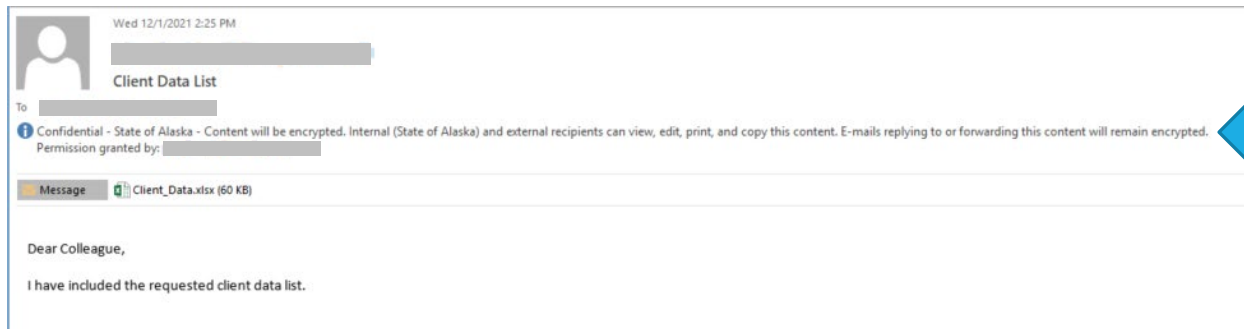 Wed 12/1/2021 2:25 PM
Client Data List
To
Confidential - State of Alaska - Content will be encrypted. Internal (State of Alaska) and external recipients can view, edit, print, and copy this content. E-mails replying to or forwarding this content will remain encrypted.
Permission granted by:
Message Client_Data.xlsx (60 KB)
Dear Colleague,
I have included the requested client data list.